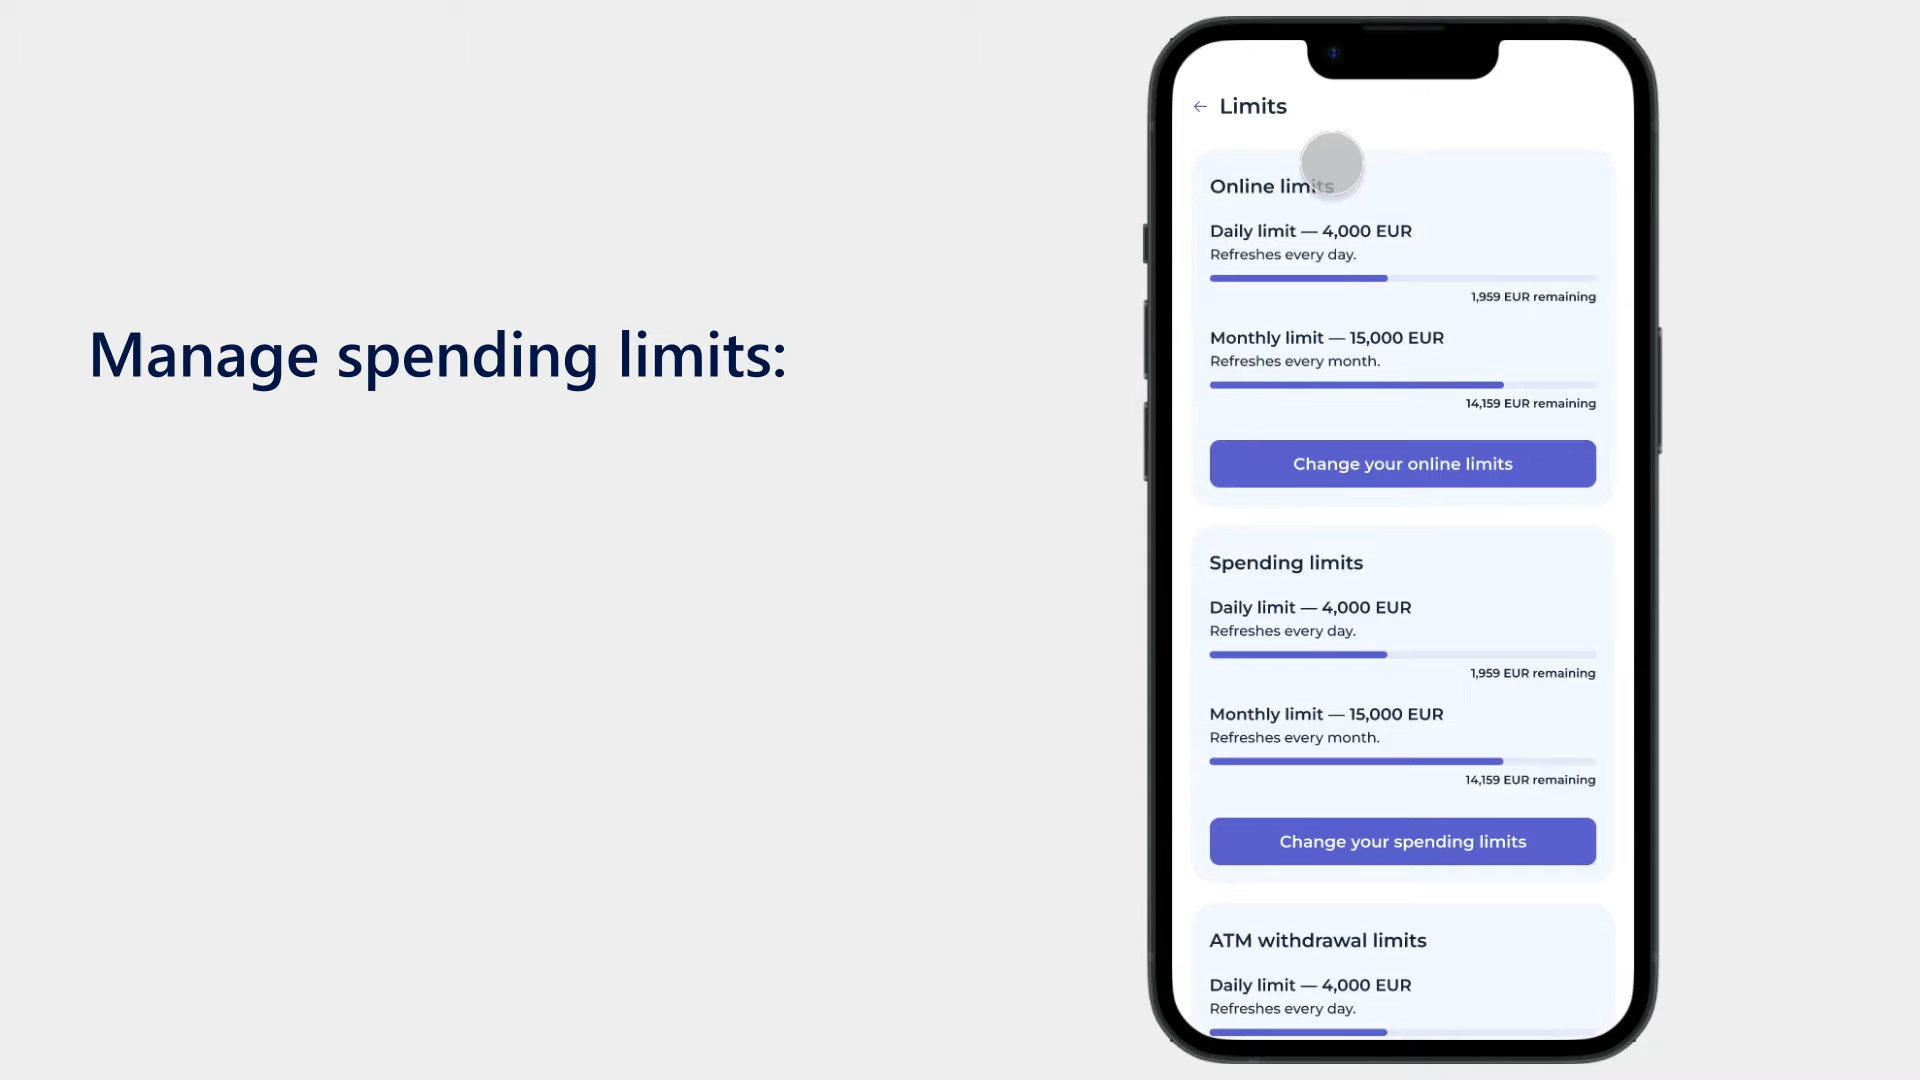 Manage spending limits:
Limits
Online limits
Daily limit — 4,000 EUR
Refreshes every day.
1,959 EUR remaining
Monthly limit — 15,000 EUR
Refreshes every month.
14,159 EUR remaining
Change your online limits
Spending limits
Daily limit — 4,000 EUR
Refreshes every day.
1,959 EUR remaining
Monthly limit — 15,000 EUR
Refreshes every month.
14,159 EUR remaining
Change your spending limits
ATM withdrawal limits
Daily limit — 4,000 EUR
Refreshes every day.